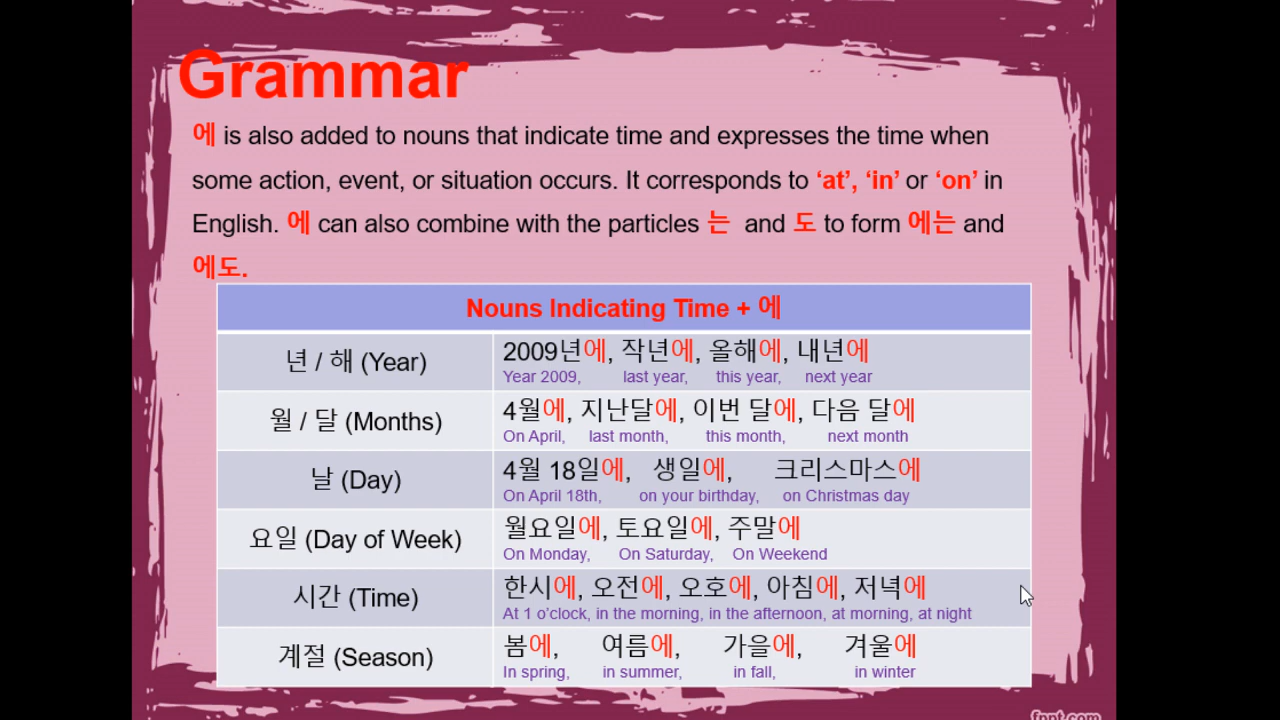 Grammar
에 is also added to nouns that indicate time and expresses the time when
some action, event, or situation occurs. It corresponds to ‘at’, ‘in’ or ‘on’ in
English. 에 can also combine with the particles 는 and 도 to form 에는 and
에도.
Nouns Indicating Time + 에
년 / 해 (Year)
2009년에, 작년에, 올해에, 내년에
Year 2009, last year, this year, next year
월 / 달 (Months)
4월에, 지난달에, 이번 달에, 다음 달에
On April, last month, this month, next month
날 (Day)
4월 18일에, 생일에, 크리스마스에
On April 18th, on your birthday, on Christmas day
요일 (Day of Week)
월요일에, 토요일에, 주말에
On Monday, On Saturday, On Weekend
시간 (Time)
한시에, 오전에, 오호에, 아침에, 저녁에
At 1 o’clock, in the morning, in the afternoon, at morning, at night
계절 (Season)
봄에, 여름에, 가을에, 겨울에
In spring, in summer, in fall, in winter
fppt.com